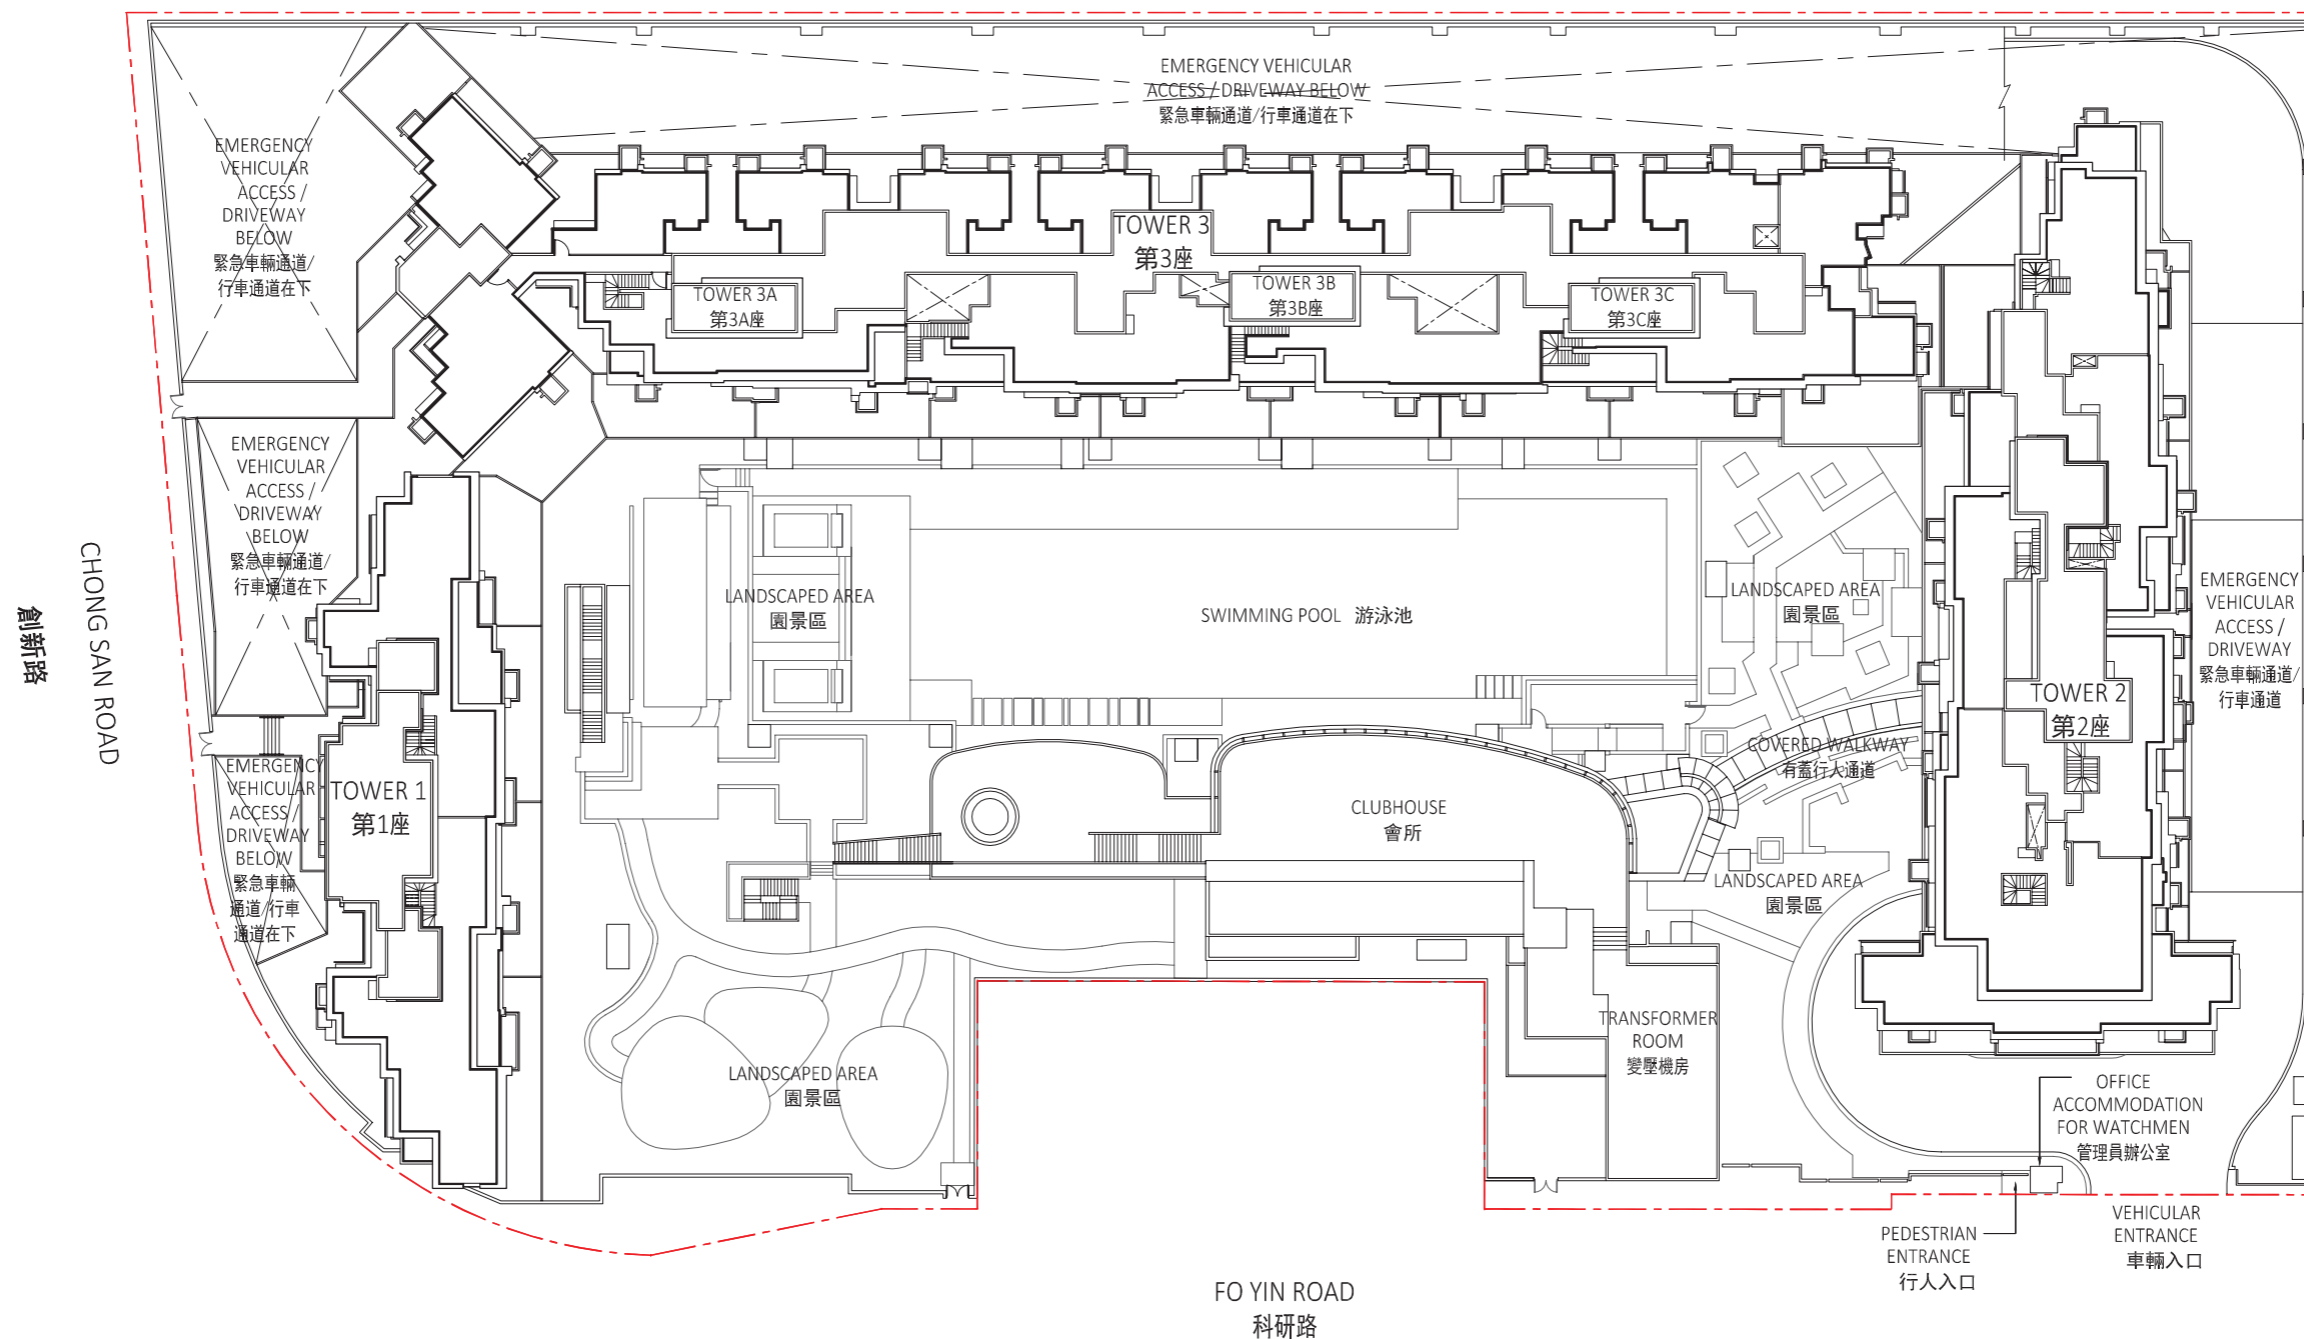 EMERGENCY VEHICULAR
ACCESS / DRIVEWAY BELOW
緊急車輛通道/行車通道在下
EMERGENCY
VEHICULAR
ACCESS /
DRIVEWAY
BELOW
緊急車輛通道/
行車通道在下
TOWER 3
第3座
TOWER 3A
第3A座
TOWER 3B
第3B座
TOWER 3C
第3C座
EMERGENCY
VEHICULAR
ACCESS /
DRIVEWAY
BELOW
緊急車輛通道/
行車通道在下
CHONG SAN ROAD
創新路
LANDSCAPED AREA
園景區
SWIMMING POOL 游泳池
LANDSCAPED AREA
園景區
EMERGENCY
VEHICULAR
ACCESS /
DRIVEWAY
緊急車輛通道/
行車通道
TOWER 2
第2座
COVERED WALKWAY
有蓋行人通道
EMERGENCY
VEHICULAR
ACCESS /
DRIVEWAY
BELOW
緊急車輛
通道/行車
通道在下
TOWER 1
第1座
CLUBHOUSE
會所
LANDSCAPED AREA
園景區
TRANSFORMER
ROOM
變壓機房
LANDSCAPED AREA
園景區
OFFICE
ACCOMMODATION
FOR WATCHMEN
管理員辦公室
PEDESTRIAN
ENTRANCE
行人入口
VEHICULAR
ENTRANCE
車輛入口
FO YIN ROAD
科研路